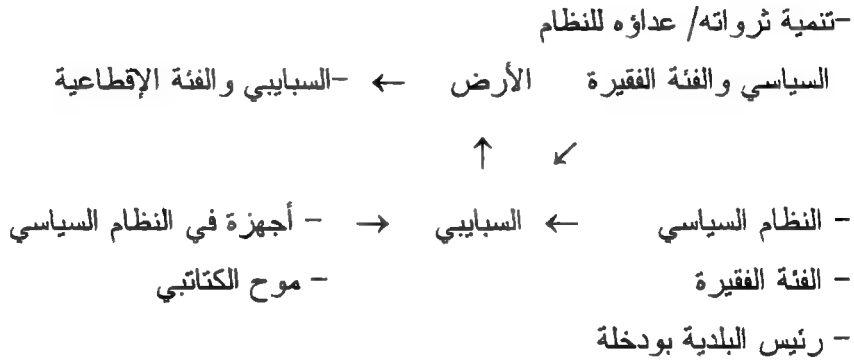 -تنمية ثرواته/ عداؤه للنظام
السياسي والفئة الفقيرة   الأرض   ←   -السبايبي والفئة الإقطاعية
↑   ↙
- النظام السياسي   ←   السبايبي   →   - أجهزة في النظام السياسي
- الفئة الفقيرة   - موح الكتاتبي
- رئيس البلدية بودخلة